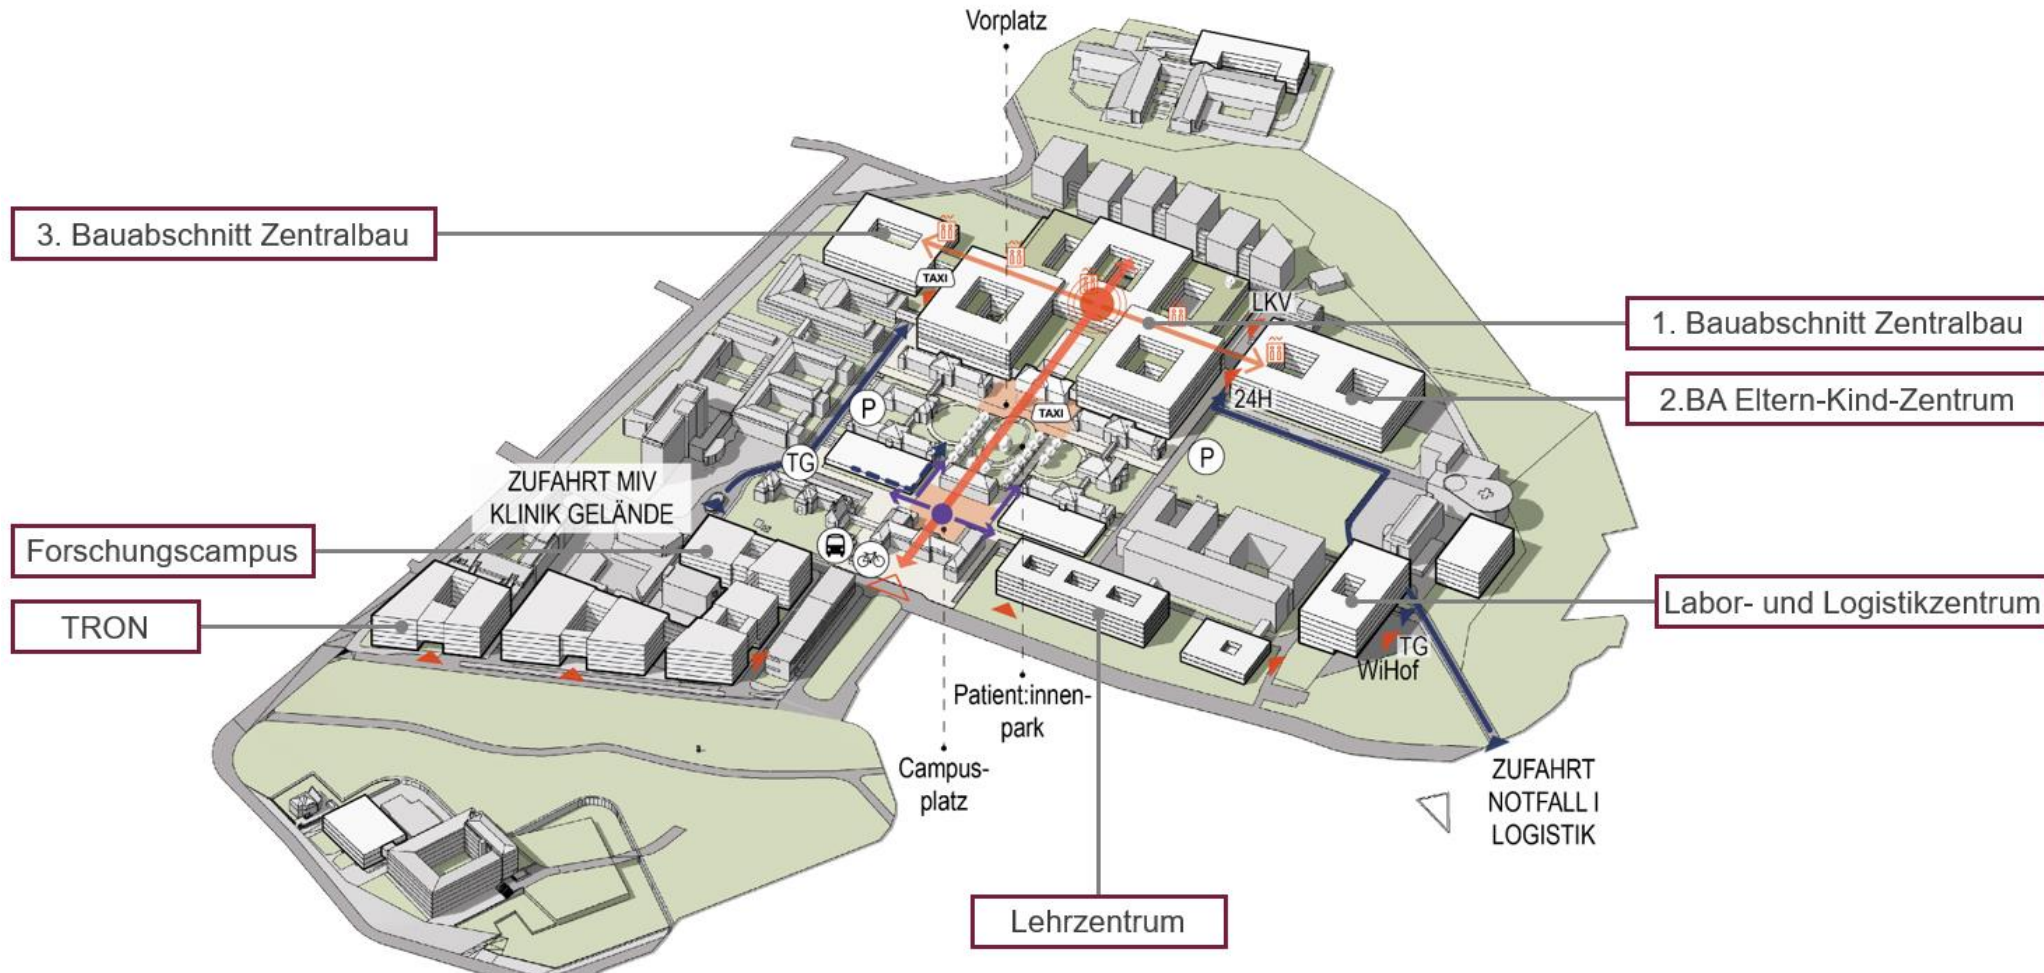 Vorplatz
3. Bauabschnitt Zentralbau
TAXI
LKV
1. Bauabschnitt Zentralbau
2.BA Eltern-Kind-Zentrum
24H
P
TAXI
P
TG
ZUFAHRT MIV
KLINIK GELÄNDE
Forschungscampus
TRON
Labor- und Logistikzentrum
TG
WiHof
Patient:innen-
park
Campus-
platz
ZUFAHRT
NOTFALL I
LOGISTIK
Lehrzentrum